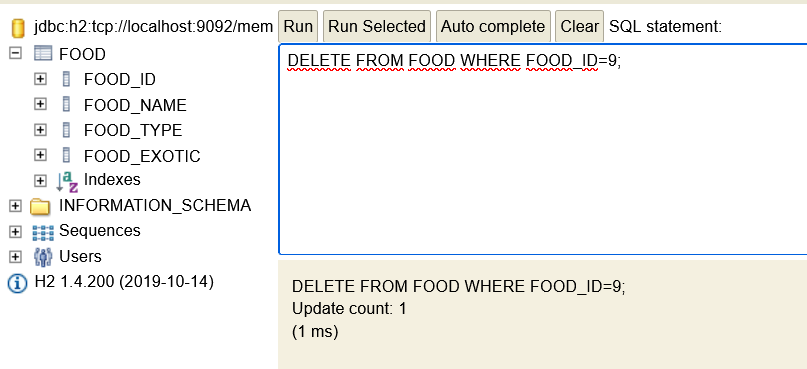 jdbc:h2:tcp://localhost:9092/mem Run Run Selected Auto complete Clear SQL statement:
FOOD
FOOD_ID
FOOD_NAME
FOOD_TYPE
FOOD_EXOTIC
Indexes
INFORMATION_SCHEMA
Sequences
Users
H2 1.4.200 (2019-10-14)
DELETE FROM FOOD WHERE FOOD_ID=9;
DELETE FROM FOOD WHERE FOOD_ID=9;
Update count: 1
(1 ms)